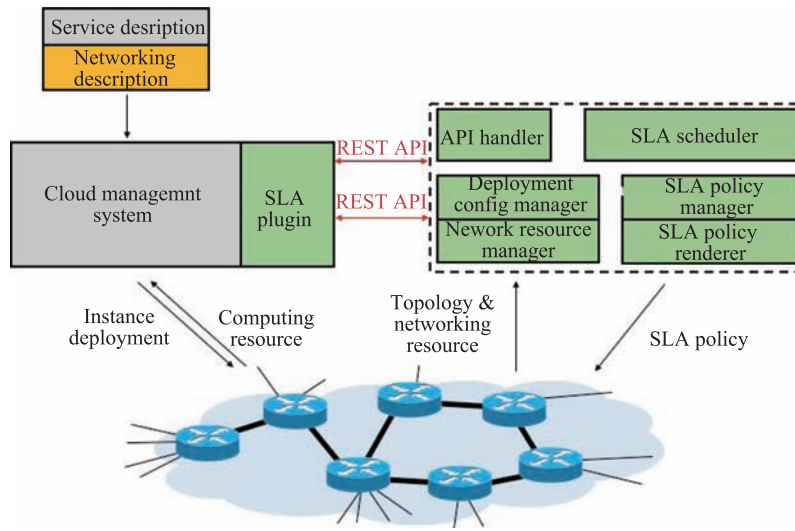 Service desription
Networking
description
REST API
API handler
SLA scheduler
Cloud managemnt
system
SLA
plugin
REST API
Deployment
config manager
Nework resource
manager
SLA policy
manager
SLA policy
renderer
Instance
deployment
Computing
resource
Topology &
networking
resource
SLA policy